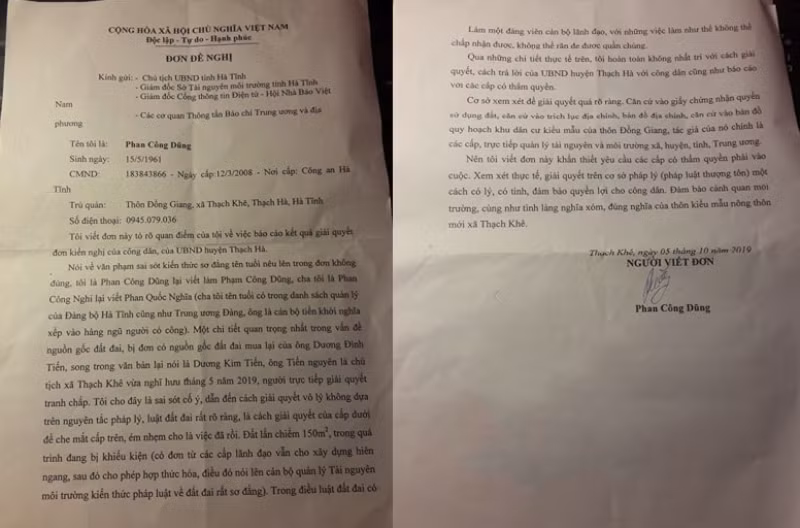 CỘNG HÒA XÃ HỘI CHỦ NGHĨA VIỆT NAM
Độc lập - Tự do - Hạnh phúc
ĐƠN ĐỀ NGHỊ
Kính gửi: - Chủ tịch UBND tỉnh Hà Tĩnh
- Giám đốc Sở Tài nguyên môi trường tỉnh Hà Tĩnh
- Giám đốc Cổng thông tin Điện tử - Hội Nhà Báo Việt
Nam
- Các cơ quan Thông tấn Báo chí Trung ương và địa
phương
Tên tôi là: Phan Công Dũng
Sinh ngày: 15/5/1961
CMND: 183843866 - Ngày cấp:12/3/2008 - Nơi cấp: Công an Hà
Tĩnh
Trú quán: Thôn Đồng Giang, xã Thạch Khê, Thạch Hà, Hà Tĩnh
Số điện thoại: 0945.079.036
Tôi viết đơn này tỏ rõ quan điểm của tôi về việc báo cáo kết quả giải quyết
đơn kiến nghị của công dân, của UBND huyện Thạch Hà.
Nói về văn phạm sai sót kiến thức sơ đẳng tên tuổi nêu lên trong đơn không
đúng, tôi là Phan Công Dũng lại viết làm Phạm Công Dũng, cha tôi là Phan
Công Nghi lại viết Phan Quốc Nghĩa (cha tôi tên tuổi có trong danh sách quản lý
của Đảng bộ Hà Tĩnh cũng như Trung ương Đảng, ông là cán bộ tiền khởi nghĩa
xếp vào hàng ngũ người có công). Một chi tiết quan trọng nhất trong vấn đề
nguồn gốc đất đai, bị đơn có nguồn gốc đất đai mua lại của ông Dương Đình
Tiến, song trong văn bản lại nói là Dương Kim Tiến, ông Tiến nguyên là chủ
tịch xã Thạch Khê vừa nghỉ hưu tháng 5 năm 2019, người trực tiếp giải quyết
tranh chấp. Tôi cho đây là sai sót cố ý, dẫn đến cách giải quyết vô lý không dựa
trên nguyên tắc pháp lý, luật đất đai rất rõ ràng, là cách giải quyết của cấp dưới
để che mắt cấp trên, ém nhẹm cho là việc đã rồi. Đất lấn chiếm 150m², trong quá
trình đang bị khiếu kiện (có đơn từ các cấp lãnh đạo vẫn cho xây dựng hiên
ngang, sau đó cho phép hợp thức hóa, điều đó nói lên cán bộ quản lý Tài nguyên
môi trường kiến thức pháp luật về đất đai rất sơ đẳng). Trong điều luật đất đai có
Làm một đảng viên cán bộ lãnh đạo, với những việc làm như thế không thể
chấp nhận được, không thể răn đe được quần chúng.
Qua những chi tiết thực tế trên, tôi hoàn toàn không nhất trí với cách giải
quyết, cách trả lời của UBND huyện Thạch Hà với công dân cũng như báo cáo
với các cấp có thẩm quyền.
Cơ sở xem xét để giải quyết quá rõ ràng. Căn cứ vào giấy chứng nhận quyền
sử dụng đất, căn cứ vào trích lục địa chính, bản đồ địa chính, căn cứ vào bản đồ
quy hoạch khu dân cư kiểu mẫu của thôn Đồng Giang, tác giả của nó chính là
các cấp, trực tiếp quản lý tài nguyên và môi trường xã, huyện, tỉnh, Trung ương.
Nên tôi viết đơn này khẩn thiết yêu cầu các cấp có thẩm quyền phải vào
cuộc. Xem xét thực tế, giải quyết trên cơ sở pháp lý (pháp luật thượng tôn) một
cách có lý, có tình, đảm bảo quyền lợi cho công dân. Đảm bảo cảnh quan môi
trường, cũng như tình làng nghĩa xóm, đúng nghĩa của thôn kiểu mẫu nông thôn
mới xã Thạch Khê.
Thạch Khê, ngày 05 tháng 10 năm 2019
NGƯỜI VIẾT ĐƠN
Phan Công Dũng